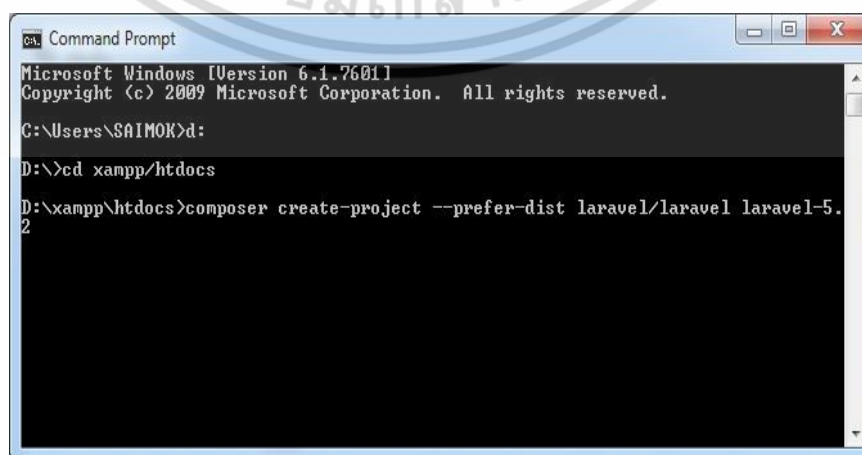 Command Prompt
Microsoft Windows [Version 6.1.7601]
Copyright (c) 2009 Microsoft Corporation.  All rights reserved.
C:\Users\SAIMOK>d:
D:\>cd xampp/htdocs
D:\xampp\htdocs>composer create-project --prefer-dist laravel/laravel laravel-5.
2